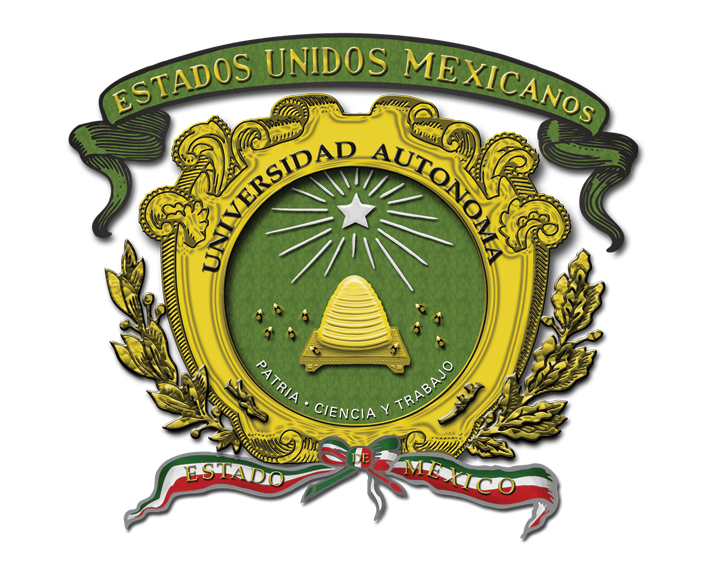 ESTADOS UNIDOS MEXICANOS
UNIVERSIDAD AUTONOMA
PATRIA • CIENCIA Y TRABAJO
ESTADO DE MEXICO